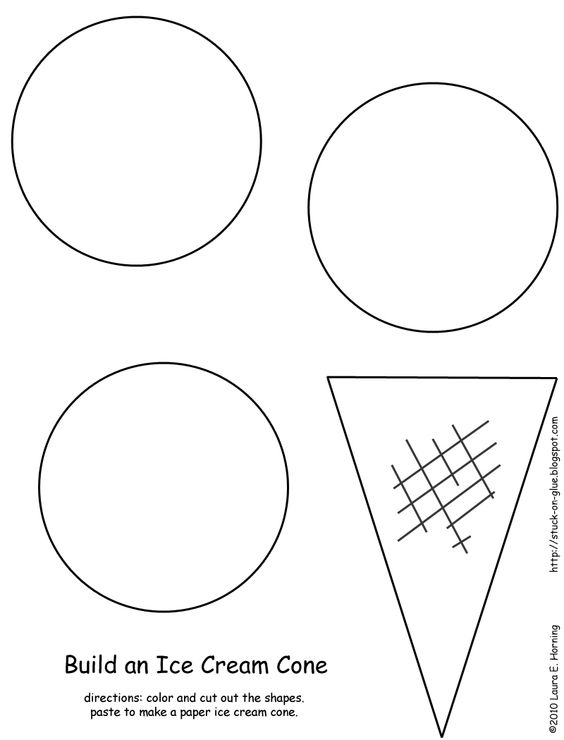 Build an Ice Cream Cone
directions: color and cut out the shapes.
paste to make a paper ice cream cone.
http://stuck-on-glue.blogspot.com
©2010 Laura E. Horning